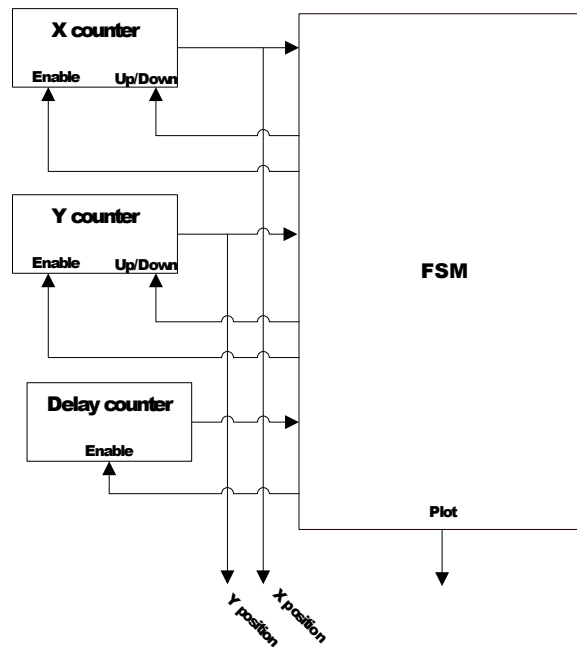 X counter
Enable
Up/Down
Y counter
Enable
Up/Down
FSM
Delay counter
Enable
Plot
Y position
X position